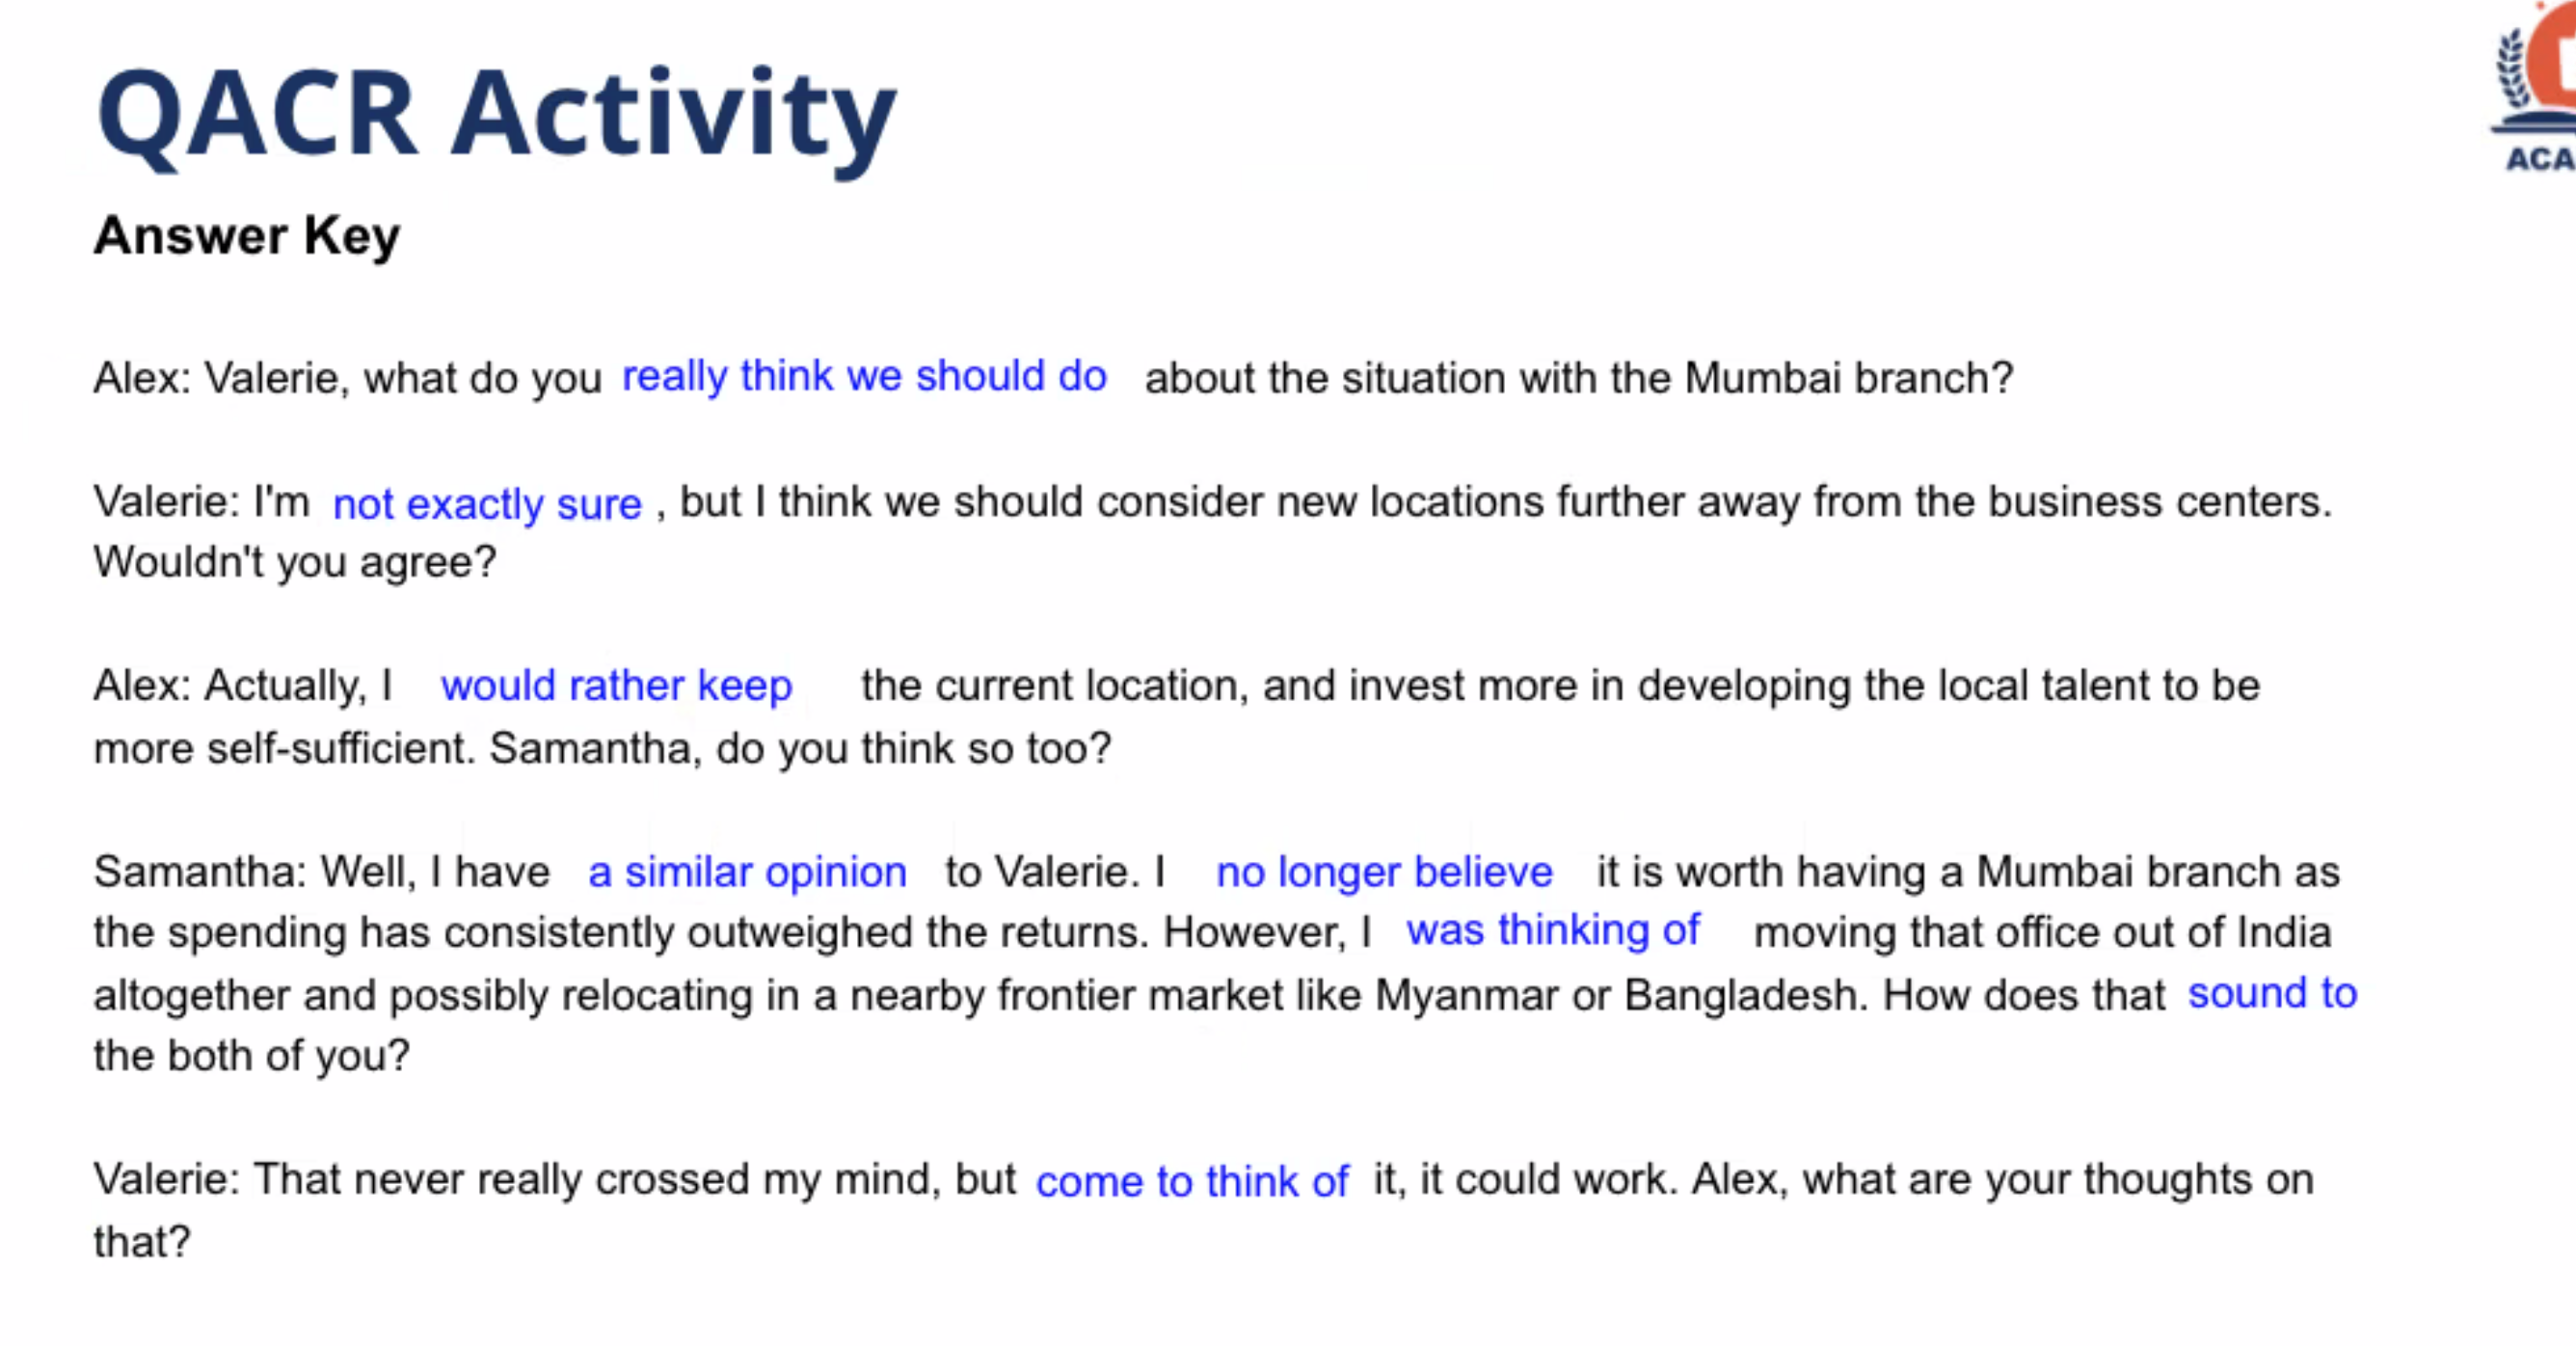 QACR Activity
ACA
Answer Key
Alex: Valerie, what do you really think we should do about the situation with the Mumbai branch?
Valerie: I'm not exactly sure , but I think we should consider new locations further away from the business centers.
Wouldn't you agree?
Alex: Actually, I would rather keep the current location, and invest more in developing the local talent to be
more self-sufficient. Samantha, do you think so too?
Samantha: Well, I have a similar opinion to Valerie. I no longer believe it is worth having a Mumbai branch as
the spending has consistently outweighed the returns. However, I was thinking of moving that office out of India
altogether and possibly relocating in a nearby frontier market like Myanmar or Bangladesh. How does that sound to
the both of you?
Valerie: That never really crossed my mind, but come to think of it, it could work. Alex, what are your thoughts on
that?